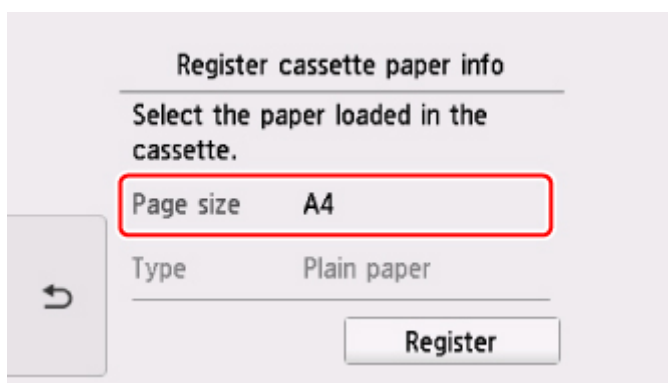 Register cassette paper info
Select the paper loaded in the
cassette.
Page size A4
Type Plain paper
Register